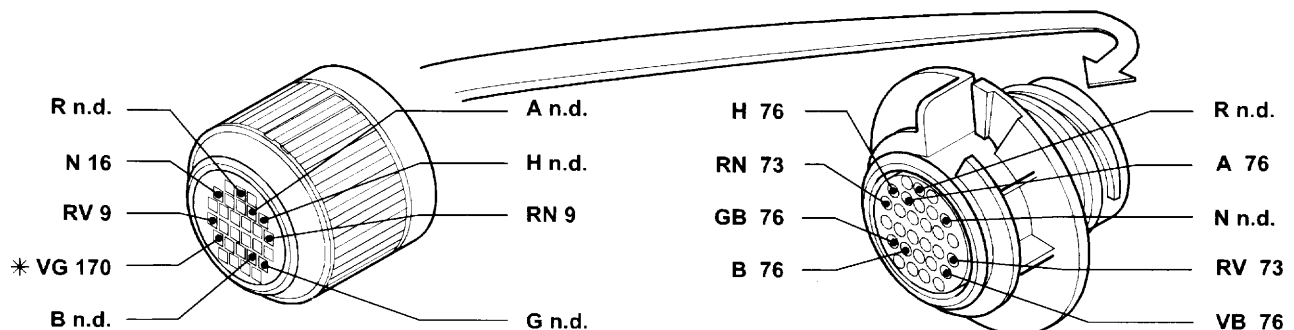 R n.d.
N 16
RV 9
✳ VG 170
B n.d.
A n.d.
H n.d.
RN 9
G n.d.
H 76
RN 73
GB 76
B 76
R n.d.
A 76
N n.d.
RV 73
VB 76